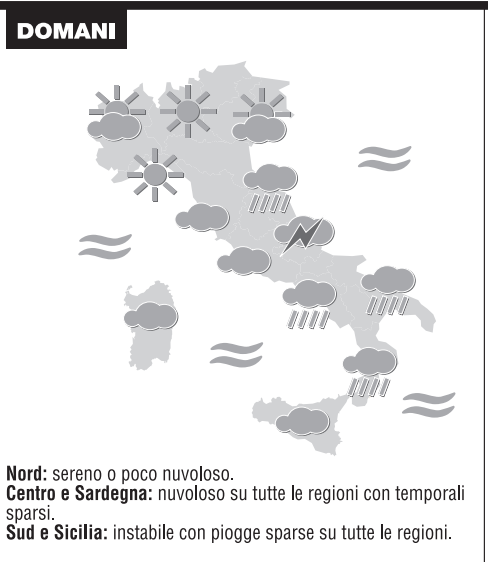 DOMANI
Nord: sereno o poco nuvoloso.
Centro e Sardegna: nuvoloso su tutte le regioni con temporali
sparsi.
Sud e Sicilia: instabile con piogge sparse su tutte le regioni.